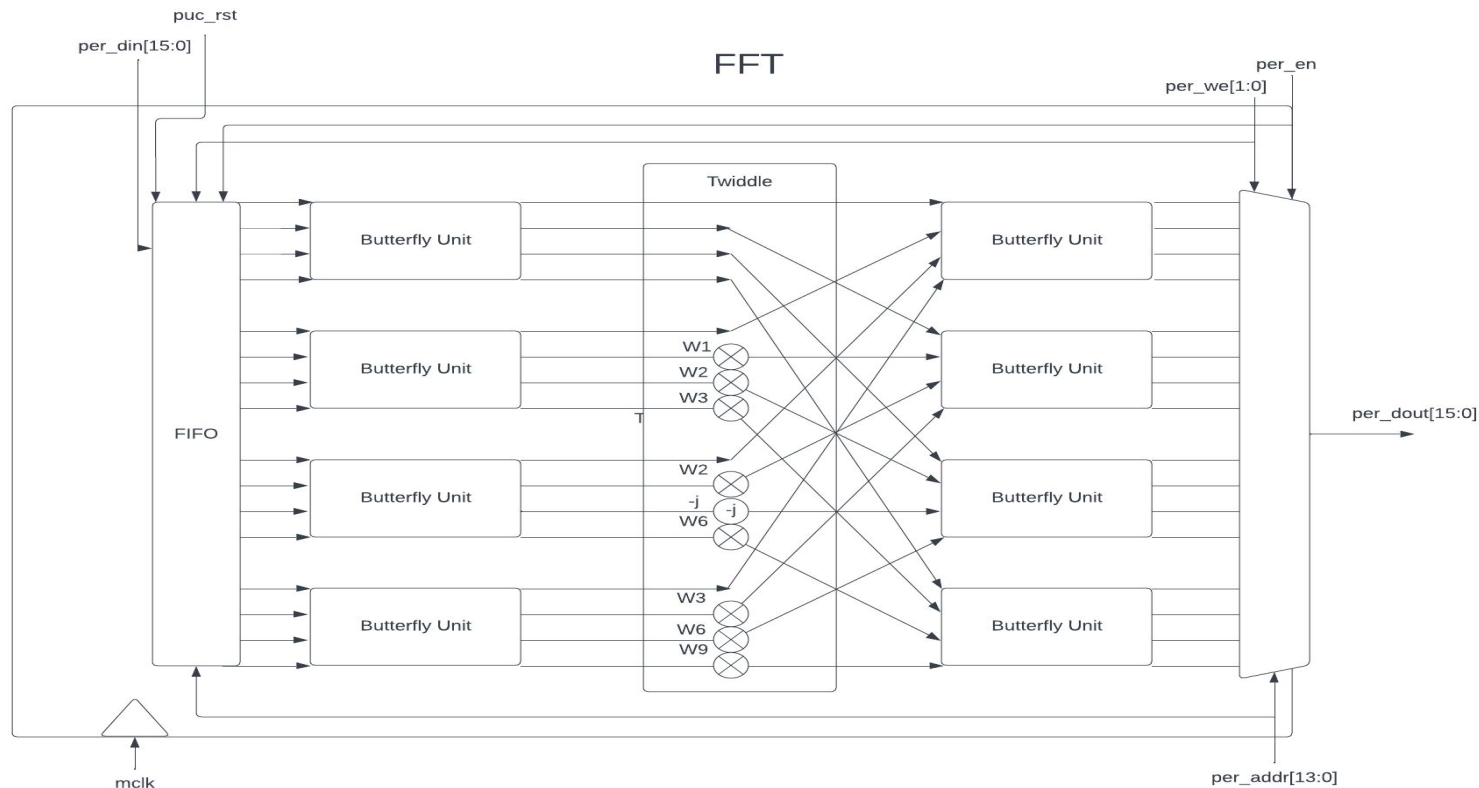 puc_rst
per_din[15:0]
FFT
per_en
per_we[1:0]
Twiddle
Butterfly Unit
Butterfly Unit
W1
Butterfly Unit
Butterfly Unit
W2
W3
T
per_dout[15:0]
FIFO
W2
Butterfly Unit
Butterfly Unit
-j
-j
W6
W3
Butterfly Unit
Butterfly Unit
W6
W9
mclk
per_addr[13:0]